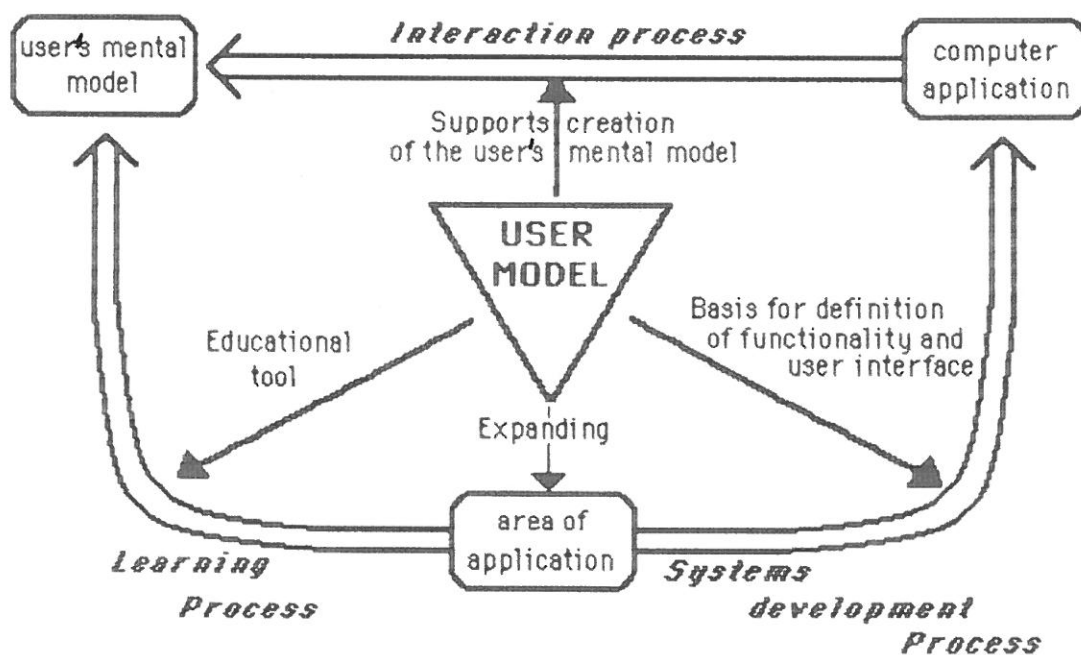 Interaction process
user's mental
model
computer
application
Supports creation
of the user's mental model
USER
MODEL
Educational
tool
Basis for definition
of functionality and
user interface
Expanding
area of
application
Learning
Process
Systems
development
Process